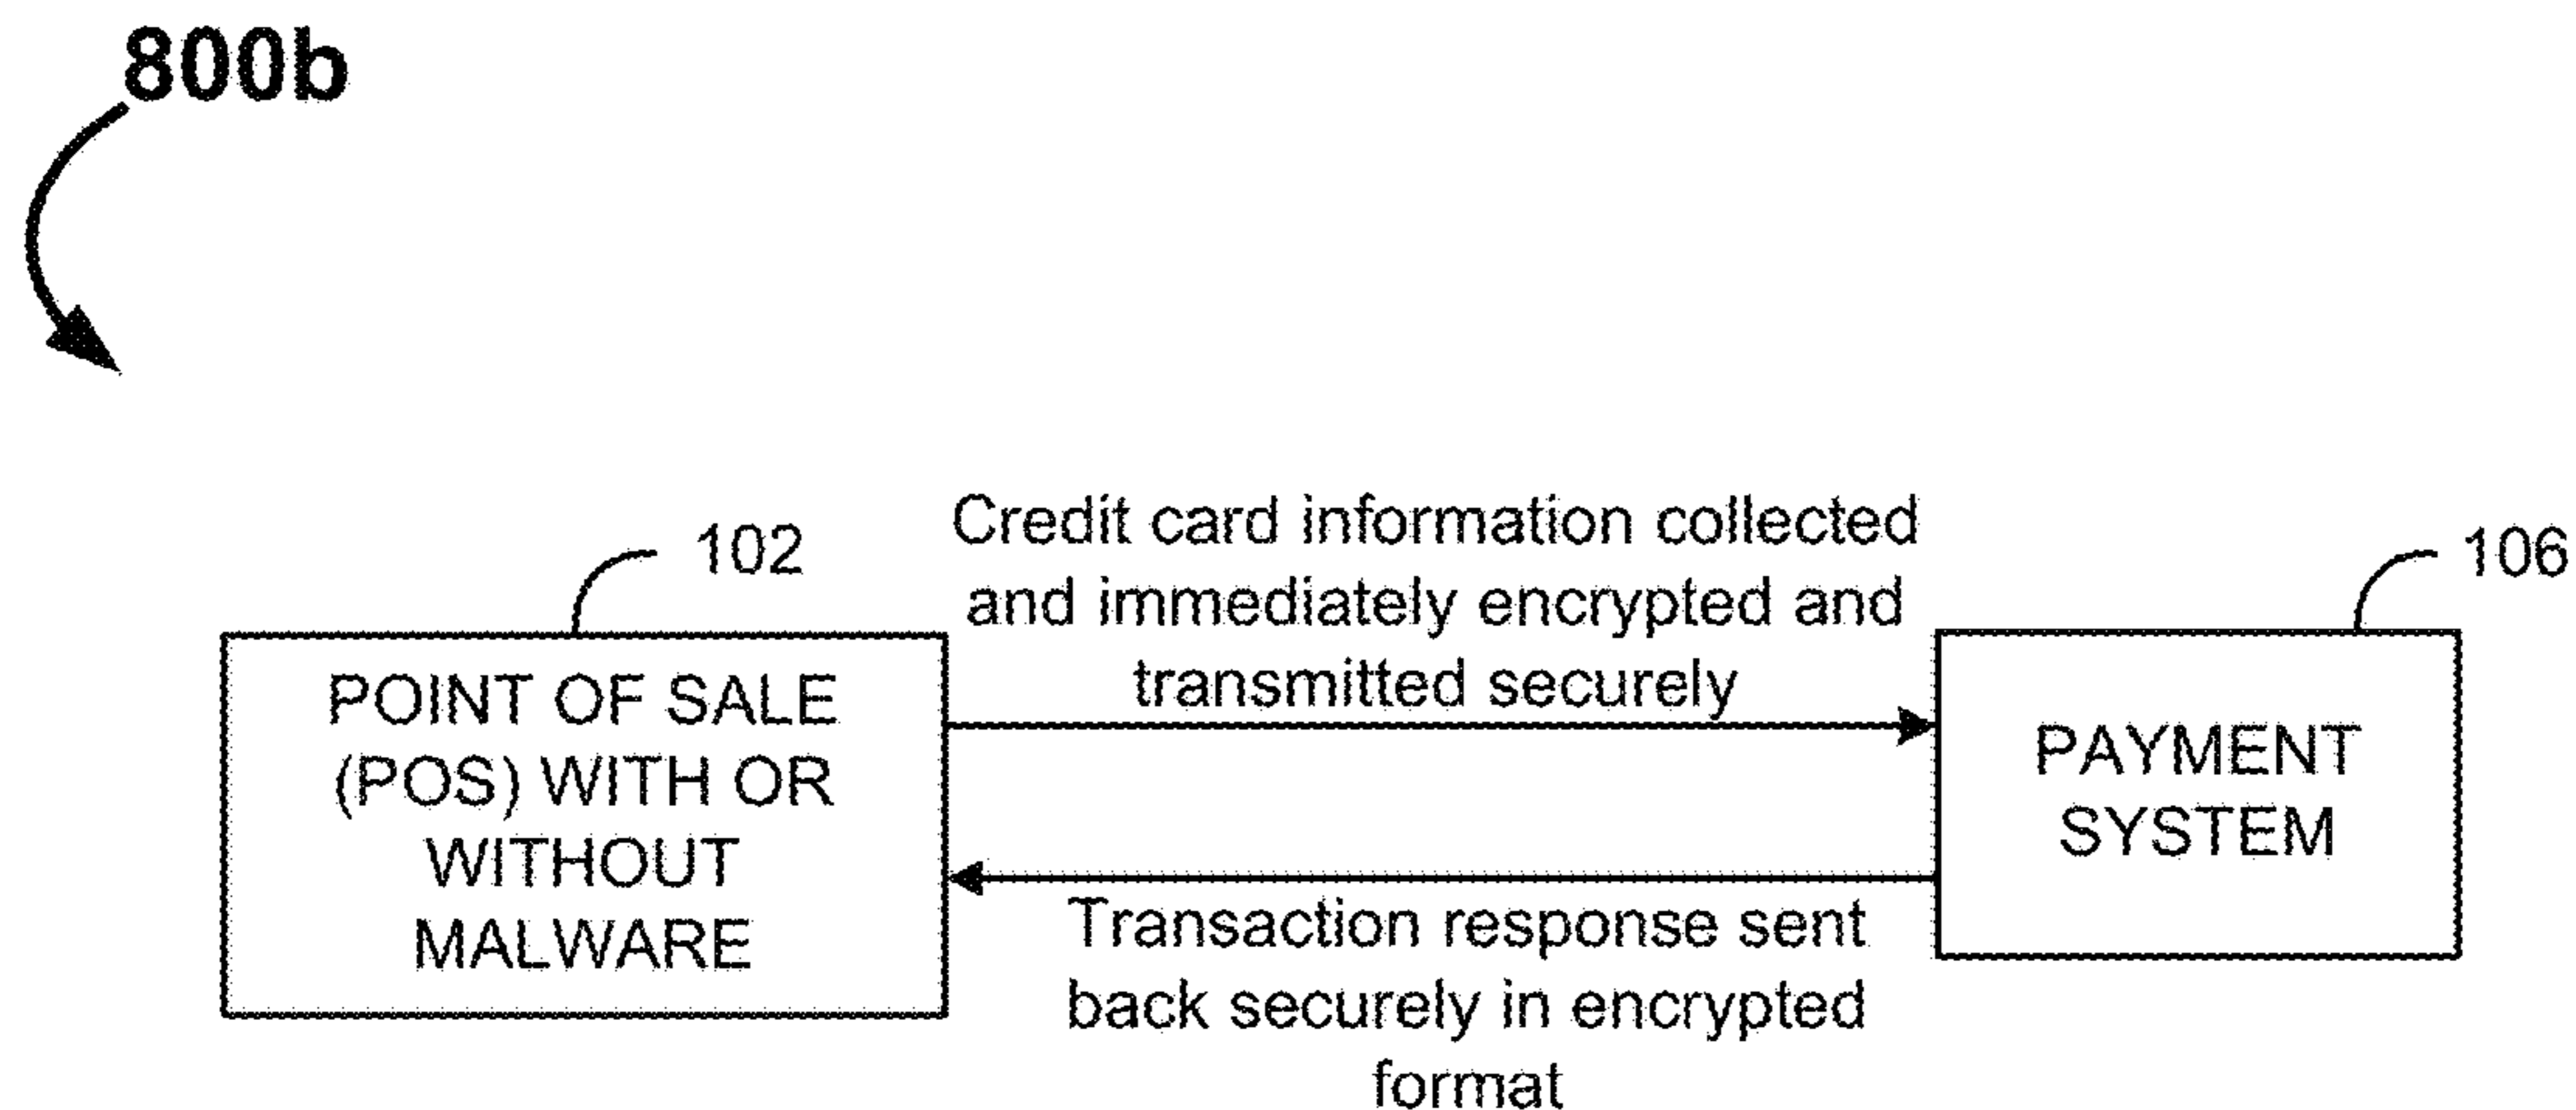 800b
102
Credit card information collected
and immediately encrypted and
transmitted securely
106
POINT OF SALE
(POS) WITH OR
WITHOUT
MALWARE
PAYMENT
SYSTEM
Transaction response sent
back securely in encrypted
format